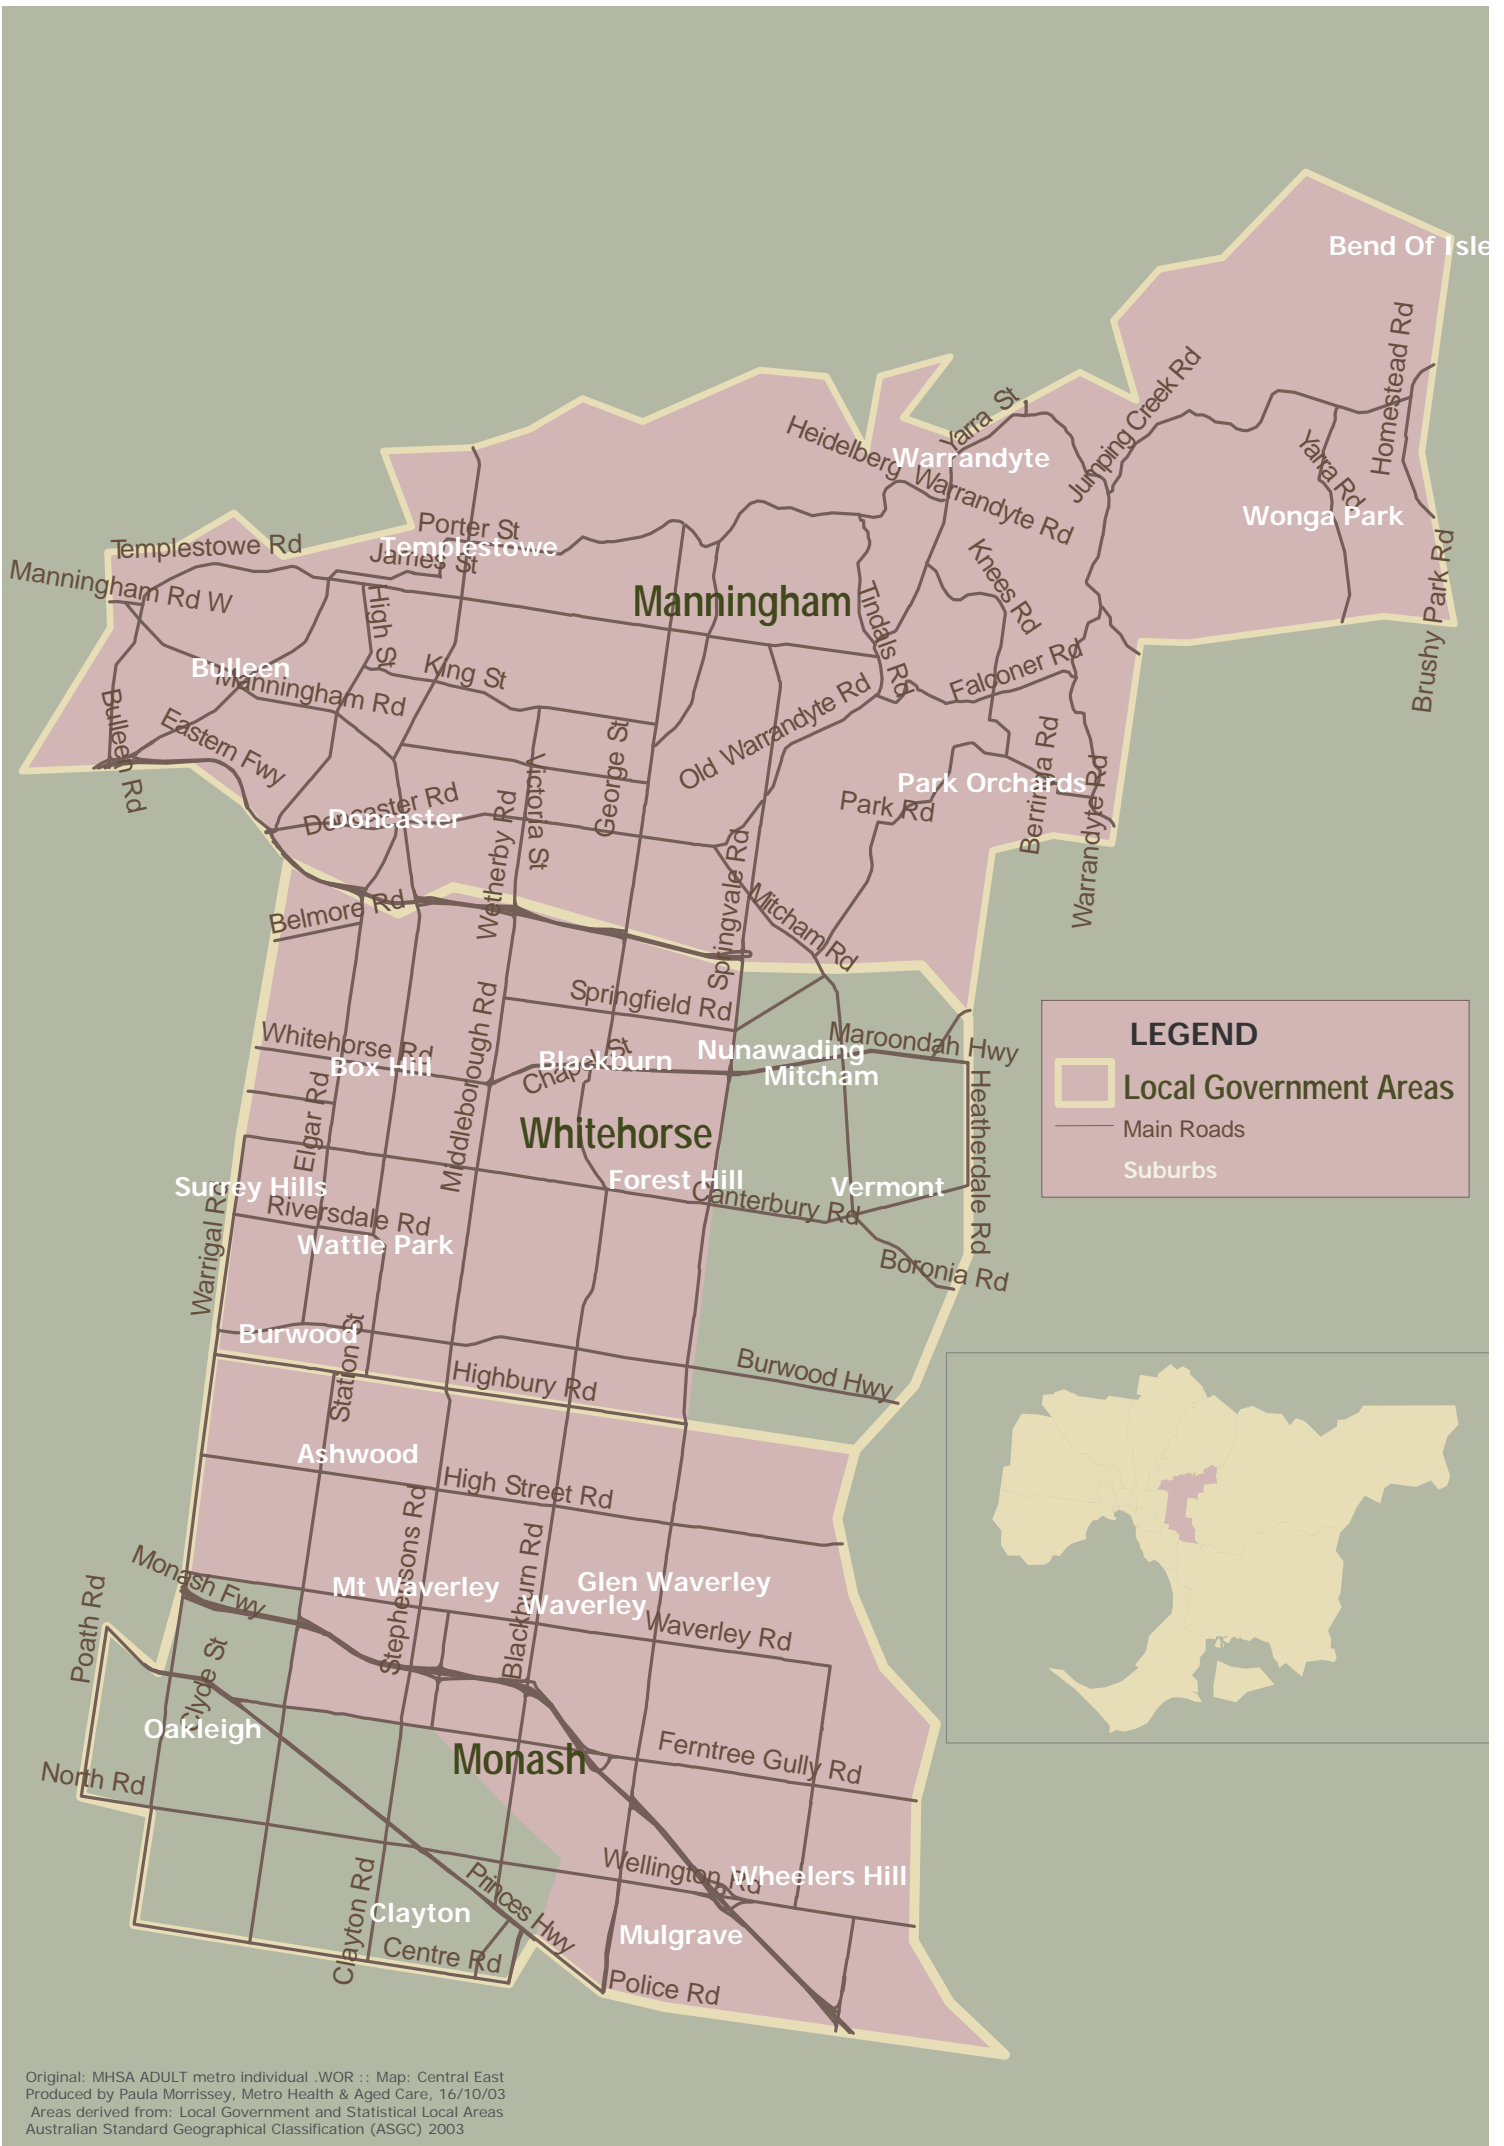 Bend Of Isle
Homestead Rd
Jumping Creek Rd
Yarra St
Heidelberg Warrandyte Rd
Warrandyte
Yarra Rd
Wonga Park
Porter St
Templestowe
James St
Templestowe Rd
Manningham Rd W
Knees Rd
Brushy Park Rd
Manningham
Tindals Rd
High St
King St
Bulleen
Manningham Rd
Falconer Rd
Old Warrandyte Rd
Bulleen Rd
Eastern Fwy
George St
Victoria St
Park Orchards
Berringa Rd
Warrandyte Rd
Park Rd
Doncaster Rd
Doncaster
Wetherby Rd
Springvale Rd
Mitcham Rd
Belmore Rd
Springfield Rd
Middleborough Rd
Whitehorse Rd
Box Hill
Chapel St
Blackburn
Nunawading
Mitcham
Maroondah Hwy
Heatherdale Rd
LEGEND
Local Government Areas
Main Roads
Suburbs
Elgar Rd
Whitehorse
Forest Hill
Vermont
Canterbury Rd
Surrey Hills
Warrigal Rd
Riversdale Rd
Wattle Park
Boronia Rd
Burwood
Station St
Highbury Rd
Burwood Hwy
Ashwood
High Street Rd
Stephensons Rd
Blackburn Rd
Monash Fwy
Mt Waverley
Glen Waverley
Waverley
Waverley Rd
Poath Rd
Clyde St
Oakleigh
North Rd
Monash
Ferntree Gully Rd
Wellington Rd
Wheelers Hill
Clayton Rd
Clayton
Princes Hwy
Centre Rd
Mulgrave
Police Rd
Original: MHSA ADULT metro individual .WOR :: Map: Central East
Produced by Paula Morrissey, Metro Health & Aged Care, 16/10/03
Areas derived from: Local Government and Statistical Local Areas
Australian Standard Geographical Classification (ASGC) 2003